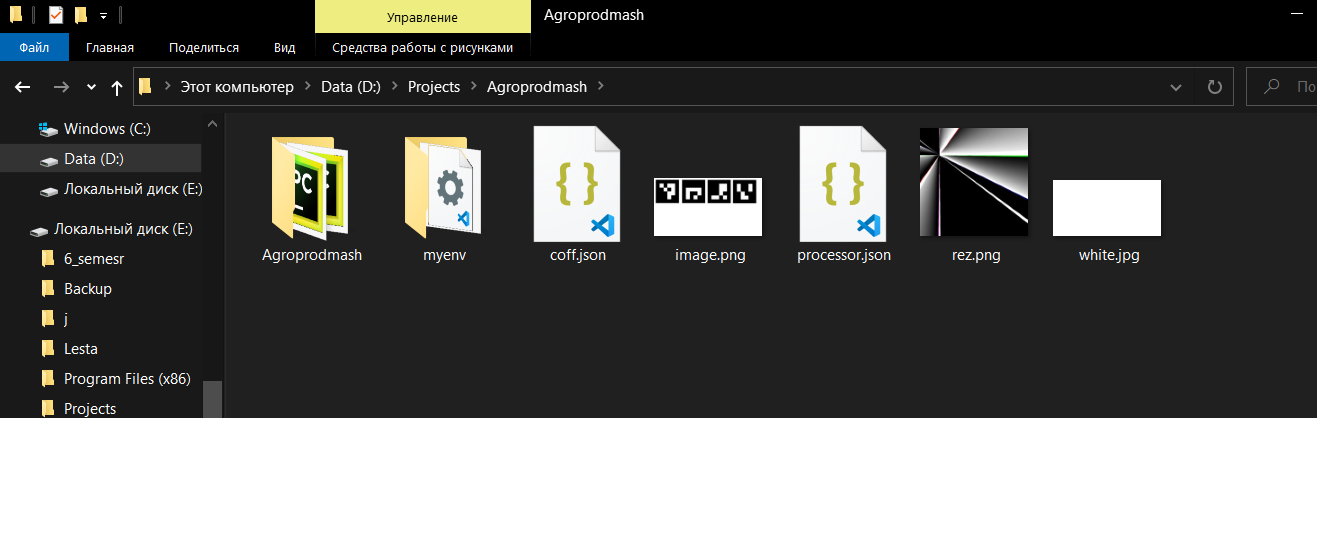 Управление
Agroprodmash
Файл
Главная
Поделиться
Вид
Средства работы с рисунками
Этот компьютер
Data (D:)
Projects
Agroprodmash
По
Windows (C:)
Data (D:)
Локальный диск (E:)
Локальный диск (E:)
6_semesr
Backup
j
Lesta
Program Files (x86)
Projects
PC
Agroprodmash
myenv
coff.json
image.png
processor.json
rez.png
white.jpg